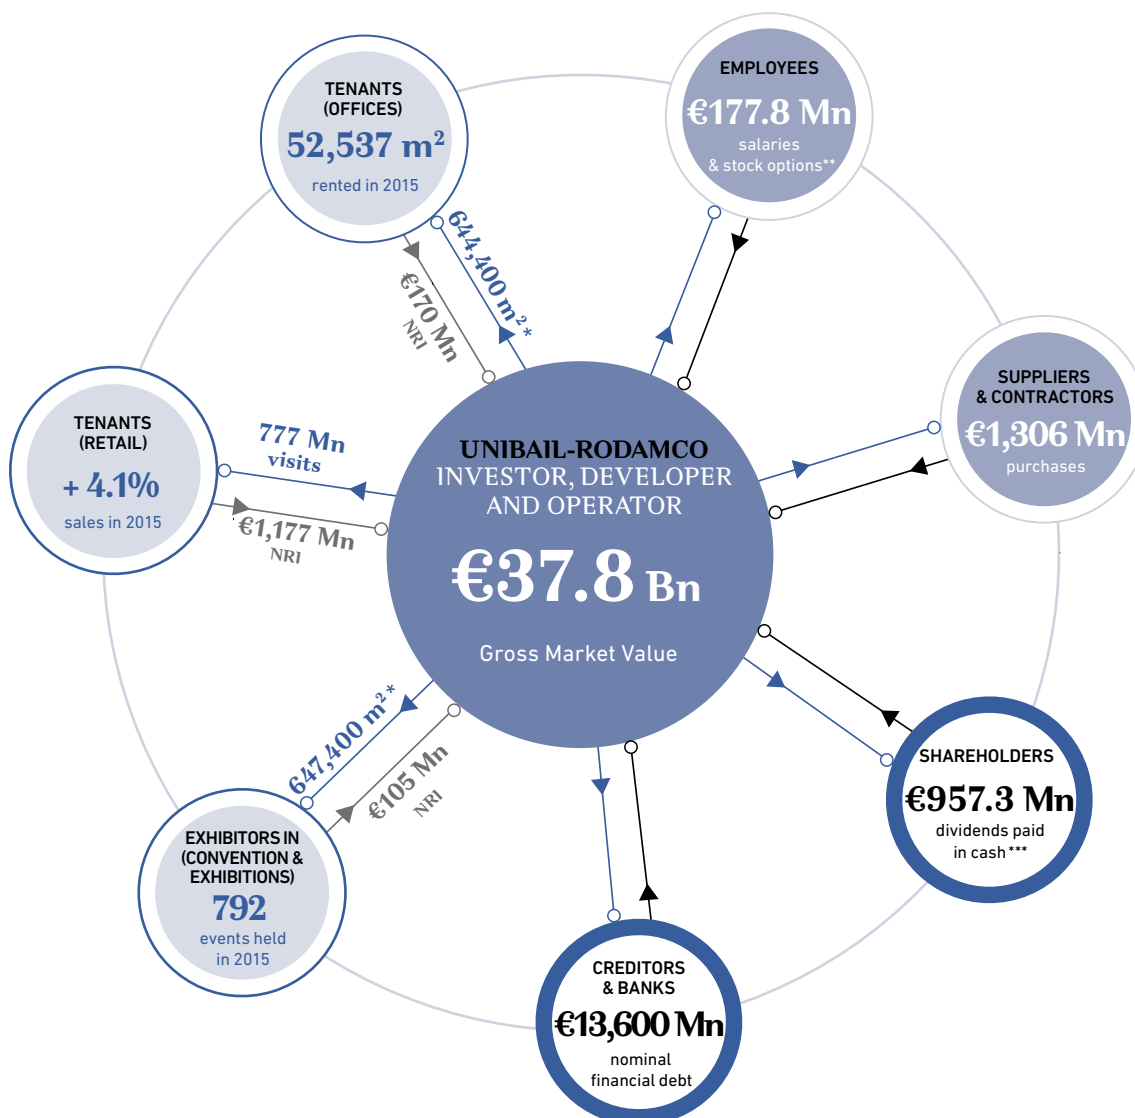 EMPLOYEES
€177.8 Mn
salaries
& stock options**
TENANTS
(OFFICES)
52,537 m²
rented in 2015
644,400 m²*
€170 Mn
NRI
SUPPLIERS
& CONTRACTORS
€1,306 Mn
purchases
TENANTS
(RETAIL)
+ 4.1%
sales in 2015
777 Mn
visits
€1,177 Mn
NRI
UNIBAIL-RODAMCO
INVESTOR, DEVELOPER
AND OPERATOR
€37.8 Bn
Gross Market Value
647,400 m²*
€105 Mn
NRI
SHAREHOLDERS
€957.3 Mn
dividends paid
in cash***
EXHIBITORS IN
(CONVENTION &
EXHIBITIONS)
792
events held
in 2015
CREDITORS
& BANKS
€13,600 Mn
nominal
financial debt